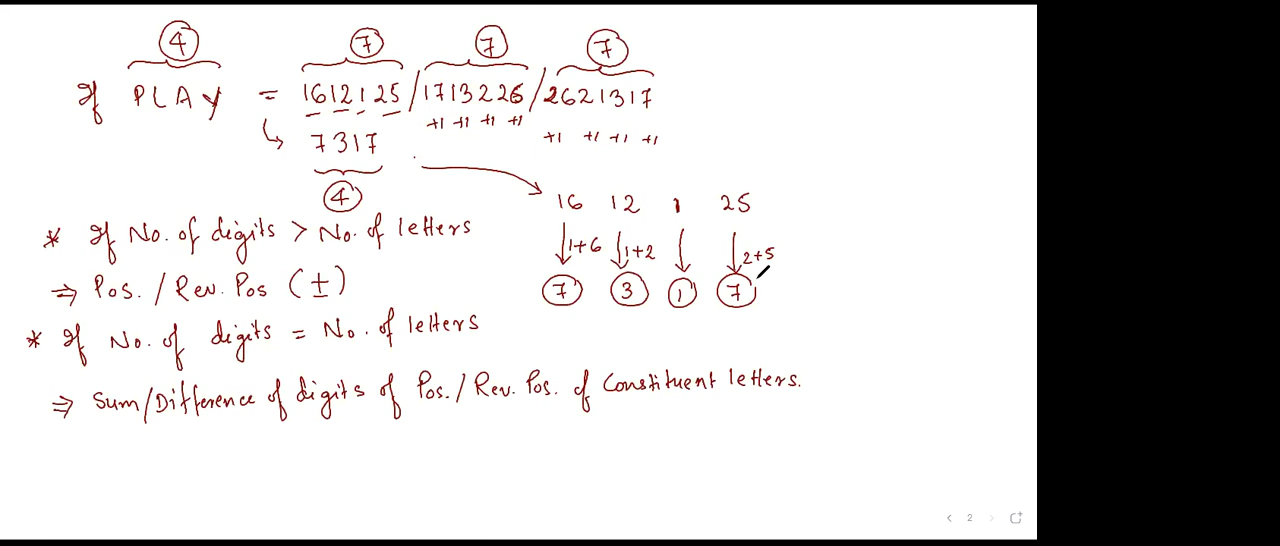 4 7 7 7
If PLAY = 1612125/1713226/2621317
+1 +1 +1 +1 +1 +1 +1 +1
↳ 7317
4
16 12 1 25
1+6 1+2 2+5
7 3 1 7
* If No. of digits > No. of letters
⇒ Pos. / Rev. Pos (±)
* If No. of digits = No. of letters
⇒ Sum/Difference of digits of Pos./Rev. Pos. of Constituent letters.
< 2 >